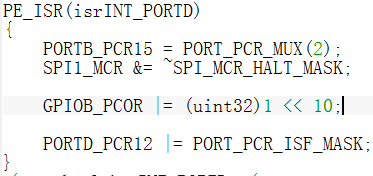 PE_ISR(isrINT_PORTD)
{
PORTB_PCR15 = PORT_PCR_MUX(2);
SPI1_MCR &= ~SPI_MCR_HALT_MASK;
GPIOB_PCOR |= (uint32)1 << 10;
PORTD_PCR12 |= PORT_PCR_ISF_MASK;
}